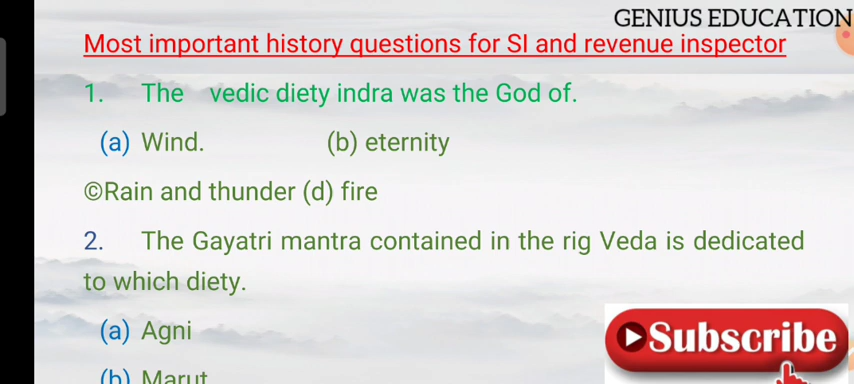 GENIUS EDUCATION
Most important history questions for SI and revenue inspector
1. The vedic diety indra was the God of.
(a) Wind. (b) eternity
©Rain and thunder (d) fire
2. The Gayatri mantra contained in the rig Veda is dedicated
to which diety.
(a) Agni
Subscribe
(b) Marut